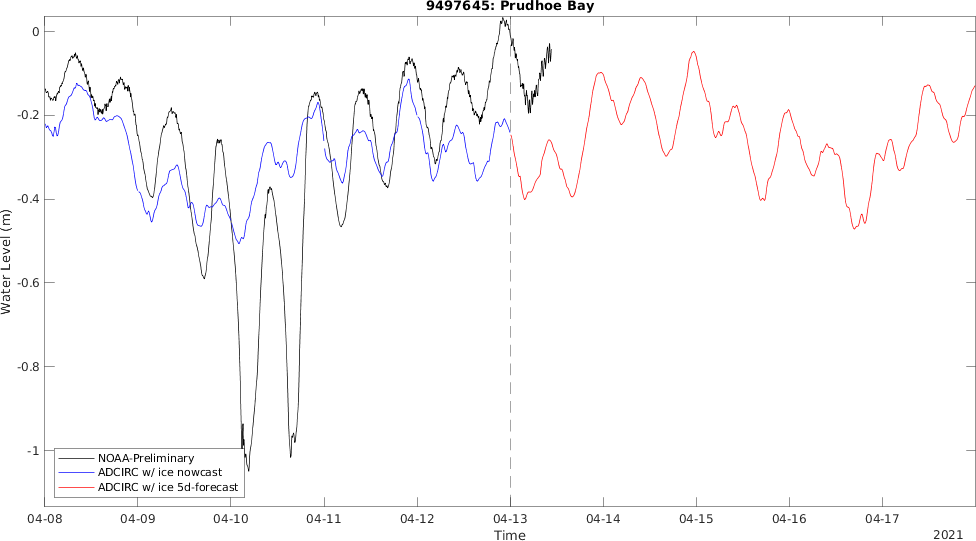 9497645: Prudhoe Bay
0
-0.2
-0.4
-0.6
-0.8
-1
Water Level (m)
NOAA-Preliminary
ADCIRC w/ ice nowcast
ADCIRC w/ ice 5d-forecast
04-08 04-09 04-10 04-11 04-12 04-13 04-14 04-15 04-16 04-17
Time
2021